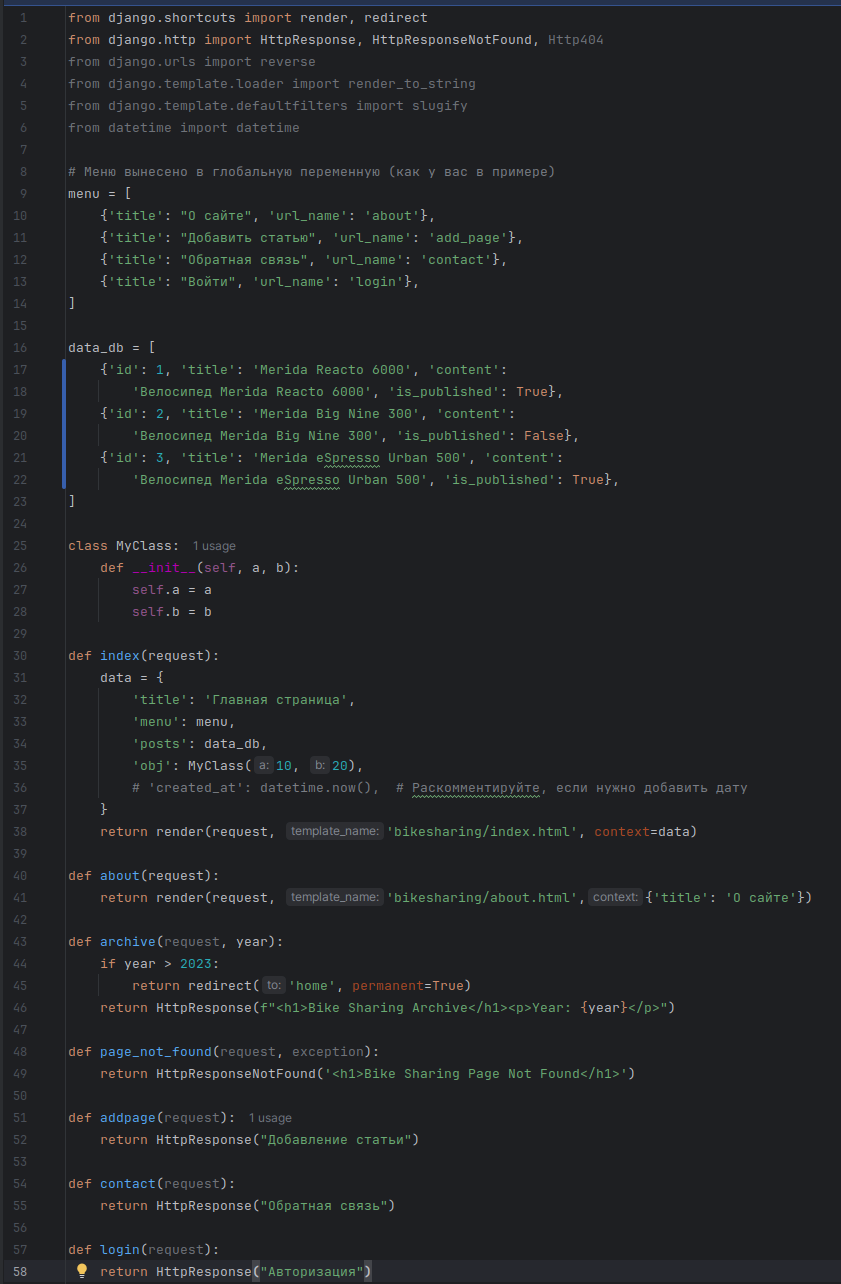 1 from django.shortcuts import render, redirect
2 from django.http import HttpResponse, HttpResponseNotFound, Http404
3 from django.urls import reverse
4 from django.template.loader import render_to_string
5 from django.template.defaultfilters import slugify
6 from datetime import datetime
7
8 # Меню вынесено в глобальную переменную (как у вас в примере)
9 menu = [
10     {'title': "О сайте", 'url_name': 'about'},
11     {'title': "Добавить статью", 'url_name': 'add_page'},
12     {'title': "Обратная связь", 'url_name': 'contact'},
13     {'title': "Войти", 'url_name': 'login'},
14 ]
15
16 data_db = [
17     {'id': 1, 'title': 'Merida Reacto 6000', 'content':
18         'Велосипед Merida Reacto 6000', 'is_published': True},
19     {'id': 2, 'title': 'Merida Big Nine 300', 'content':
20         'Велосипед Merida Big Nine 300', 'is_published': False},
21     {'id': 3, 'title': 'Merida eSpresso Urban 500', 'content':
22         'Велосипед Merida eSpresso Urban 500', 'is_published': True},
23 ]
24
25 class MyClass: 1 usage
26     def __init__(self, a, b):
27         self.a = a
28         self.b = b
29
30 def index(request):
31     data = {
32         'title': 'Главная страница',
33         'menu': menu,
34         'posts': data_db,
35         'obj': MyClass( a: 10, b: 20),
36         # 'created_at': datetime.now(),  # Раскомментируйте, если нужно добавить дату
37     }
38     return render(request, template_name: 'bikesharing/index.html', context=data)
39
40 def about(request):
41     return render(request, template_name: 'bikesharing/about.html', context: {'title': 'О сайте'})
42
43 def archive(request, year):
44     if year > 2023:
45         return redirect( to: 'home', permanent=True)
46     return HttpResponse(f"<h1>Bike Sharing Archive</h1><p>Year: {year}</p>")
47
48 def page_not_found(request, exception):
49     return HttpResponseNotFound('<h1>Bike Sharing Page Not Found</h1>')
50
51 def addpage(request): 1 usage
52     return HttpResponse("Добавление статьи")
53
54 def contact(request):
55     return HttpResponse("Обратная связь")
56
57 def login(request):
58     return HttpResponse("Авторизация")